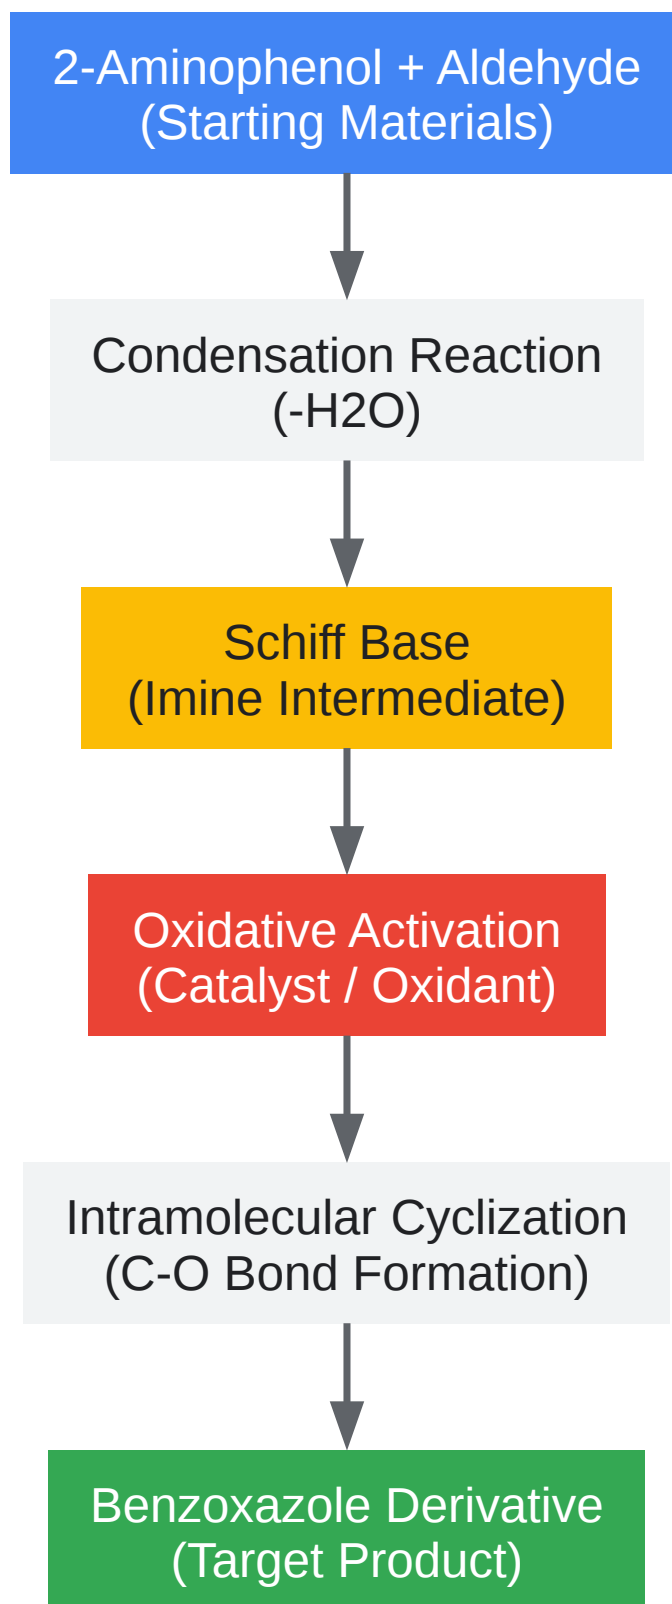 2-Aminophenol + Aldehyde
(Starting Materials)
Condensation Reaction
(-H2O)
Schiff Base
(Imine Intermediate)
Oxidative Activation
(Catalyst / Oxidant)
Intramolecular Cyclization
(C-O Bond Formation)
Benzoxazole Derivative
(Target Product)